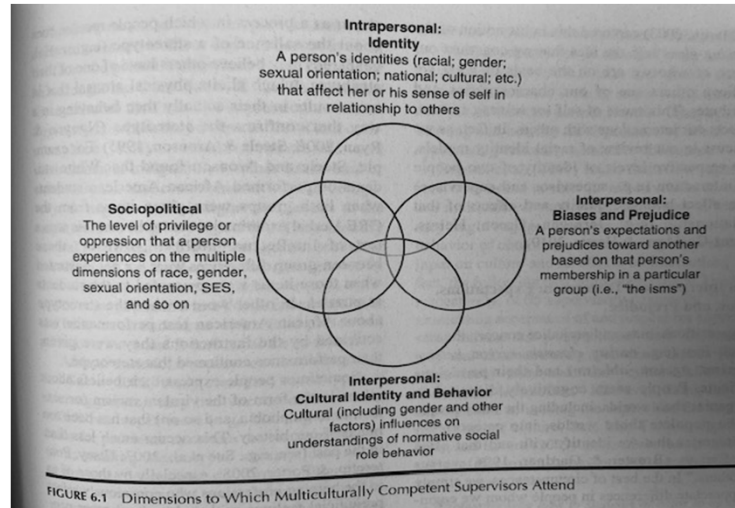 Intrapersonal:
Identity
A person's identities (racial; gender;
sexual orientation; national; cultural; etc.)
that affect her or his sense of self in
relationship to others
Sociopolitical
The level of privilege or
oppression that a person
experiences on the multiple
dimensions of race, gender,
sexual orientation, SES,
and so on
Interpersonal:
Biases and Prejudice
A person's expectations and
prejudices toward another
based on that person's
membership in a particular
group (i.e., "the isms")
Interpersonal:
Cultural Identity and Behavior
Cultural (including gender and other
factors) influences on
understandings of normative social
role behavior
FIGURE 6.1 Dimensions to Which Multiculturally Competent Supervisors Attend